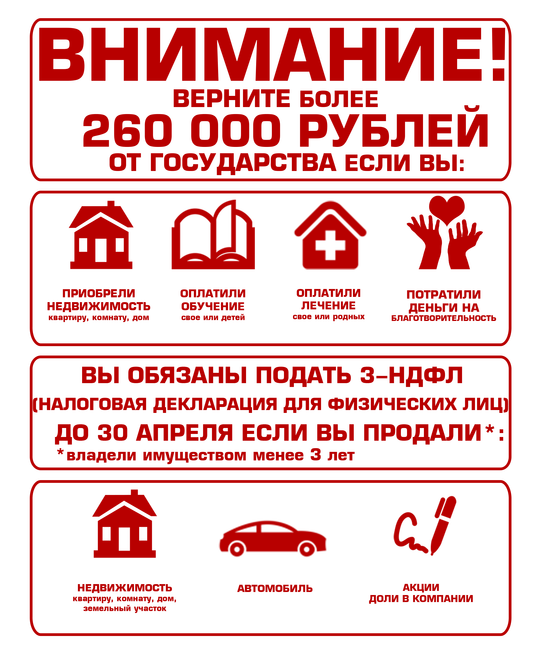 ВНИМАНИЕ!
ВЕРНИТЕ БОЛЕЕ
260 000 РУБЛЕЙ
ОТ ГОСУДАРСТВА ЕСЛИ ВЫ:
ПРИОБРЕЛИ
НЕДВИЖИМОСТЬ
квартиру, комнату, дом
ОПЛАТИЛИ
ОБУЧЕНИЕ
свое или детей
ОПЛАТИЛИ
ЛЕЧЕНИЕ
свое или родных
ПОТРАТИЛИ
ДЕНЬГИ НА
БЛАГОТВОРИТЕЛЬНОСТЬ
ВЫ ОБЯЗАНЫ ПОДАТЬ 3-НДФЛ
(НАЛОГОВАЯ ДЕКЛАРАЦИЯ ДЛЯ ФИЗИЧЕСКИХ ЛИЦ)
ДО 30 АПРЕЛЯ ЕСЛИ ВЫ ПРОДАЛИ*:
*владели имуществом менее 3 лет
НЕДВИЖИМОСТЬ
квартиру, комнату, дом,
земельный участок
АВТОМОБИЛЬ
АКЦИИ
ДОЛИ В КОМПАНИИ